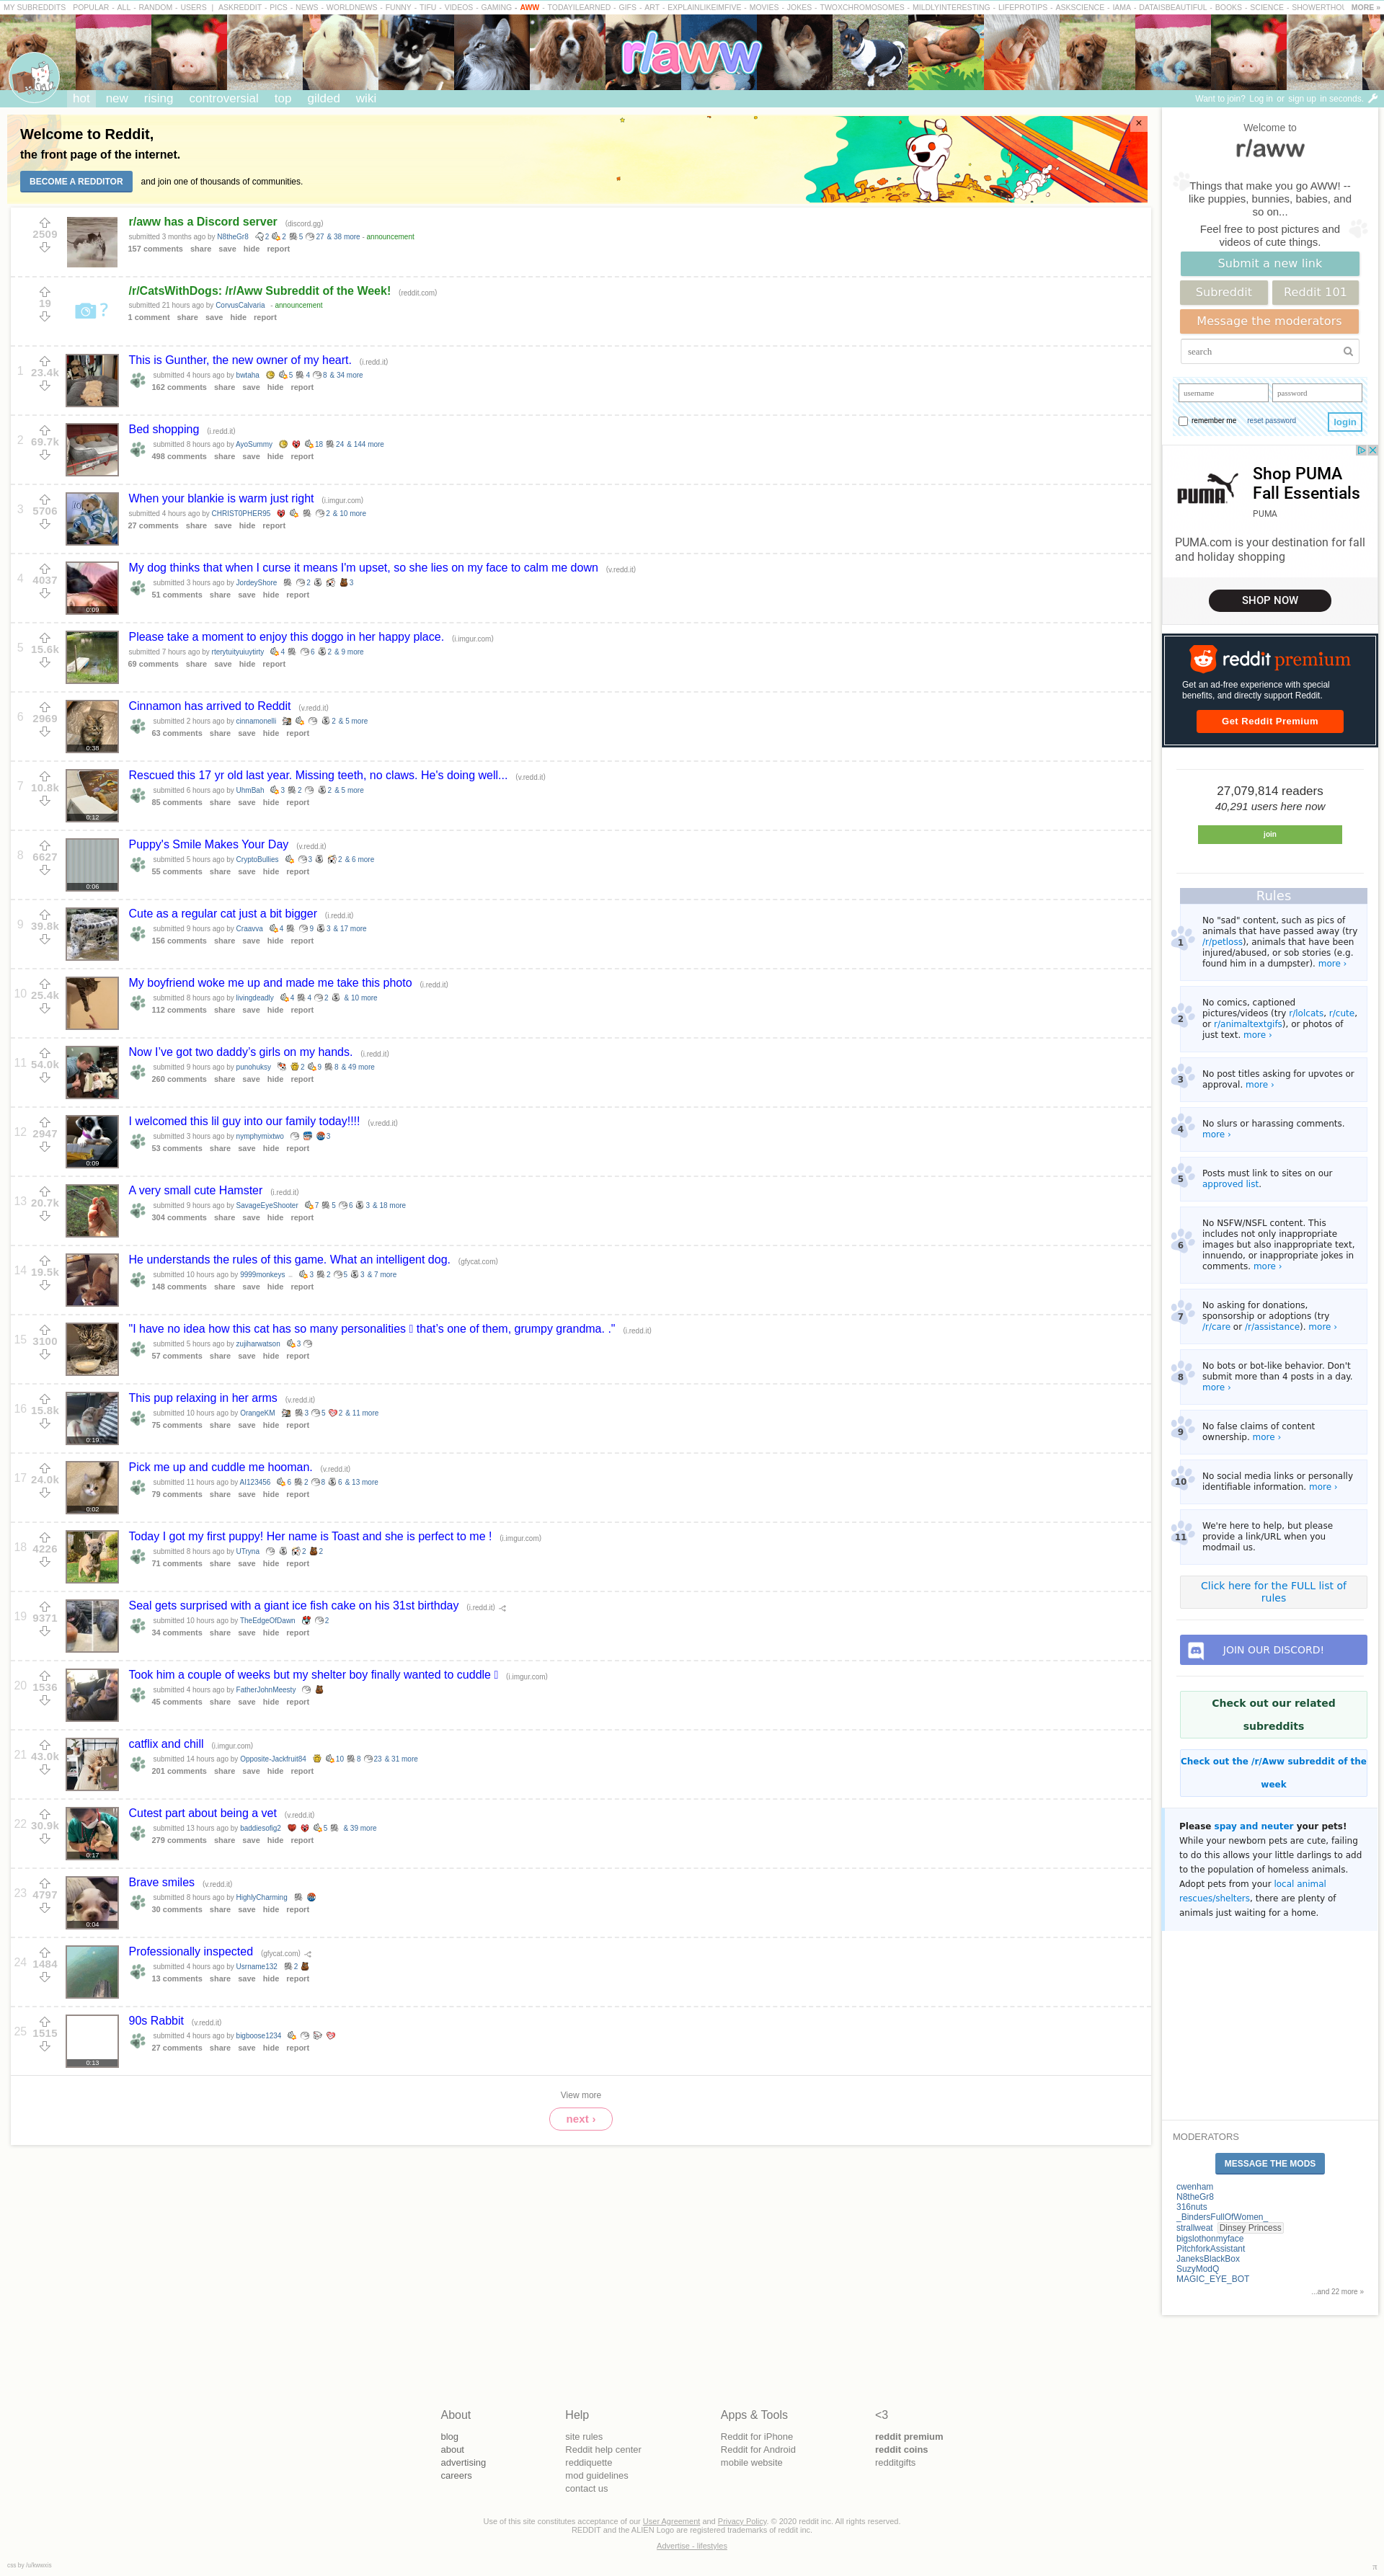 MY SUBREDDITS POPULAR - ALL - RANDOM - USERS | ASKREDDIT - PICS - NEWS - WORLDNEWS - FUNNY - TIFU - VIDEOS - GAMING - AWW - TODAYILEARNED - GIFS - ART - EXPLAINLIKEIMFIVE - MOVIES - JOKES - TWOXCHROMOSOMES - MILDLYINTERESTING - LIFEPROTIPS - ASKSCIENCE - IAMA - DATAISBEAUTIFUL - BOOKS - SCIENCE - SHOWERTHOU MORE »
r/aww
hot new rising controversial top gilded wiki
Want to join? Log in or sign up in seconds.
Welcome to Reddit,
the front page of the internet.
BECOME A REDDITOR and join one of thousands of communities.
×
2509
r/aww has a Discord server (discord.gg)
submitted 3 months ago by N8theGr8 2 2 5 27 & 38 more - announcement
157 comments share save hide report
19
/r/CatsWithDogs: /r/Aww Subreddit of the Week! (reddit.com)
submitted 21 hours ago by CorvusCalvaria - announcement
1 comment share save hide report
1 23.4k
This is Gunther, the new owner of my heart. (i.redd.it)
submitted 4 hours ago by bwtaha 5 4 8 & 34 more
162 comments share save hide report
2 69.7k
Bed shopping (i.redd.it)
submitted 8 hours ago by AyoSummy 18 24 & 144 more
498 comments share save hide report
3 5706
When your blankie is warm just right (i.imgur.com)
submitted 4 hours ago by CHRIST0PHER95 2 & 10 more
27 comments share save hide report
4 4037
0:09
My dog thinks that when I curse it means I'm upset, so she lies on my face to calm me down (v.redd.it)
submitted 3 hours ago by JordeyShore 2 3
51 comments share save hide report
5 15.6k
Please take a moment to enjoy this doggo in her happy place. (i.imgur.com)
submitted 7 hours ago by rterytuityuiuytirty 4 6 2 & 9 more
69 comments share save hide report
6 2969
0:38
Cinnamon has arrived to Reddit (v.redd.it)
submitted 2 hours ago by cinnamonelli 2 & 5 more
63 comments share save hide report
7 10.8k
0:12
Rescued this 17 yr old last year. Missing teeth, no claws. He's doing well... (v.redd.it)
submitted 6 hours ago by UhmBah 3 2 2 & 5 more
85 comments share save hide report
8 6627
0:06
Puppy's Smile Makes Your Day (v.redd.it)
submitted 5 hours ago by CryptoBullies 3 2 & 6 more
55 comments share save hide report
9 39.8k
Cute as a regular cat just a bit bigger (i.redd.it)
submitted 9 hours ago by Craavva 4 9 3 & 17 more
156 comments share save hide report
10 25.4k
My boyfriend woke me up and made me take this photo (i.redd.it)
submitted 8 hours ago by livingdeadly 4 4 2 & 10 more
112 comments share save hide report
11 54.0k
Now I've got two daddy's girls on my hands. (i.redd.it)
submitted 9 hours ago by punohuksy 2 9 8 & 49 more
260 comments share save hide report
12 2947
0:09
I welcomed this lil guy into our family today!!!! (v.redd.it)
submitted 3 hours ago by nymphymixtwo 3
53 comments share save hide report
13 20.7k
A very small cute Hamster (i.redd.it)
submitted 9 hours ago by SavageEyeShooter 7 5 6 3 & 18 more
304 comments share save hide report
14 19.5k
He understands the rules of this game. What an intelligent dog. (gfycat.com)
submitted 10 hours ago by 9999monkeys 3 2 5 3 & 7 more
148 comments share save hide report
15 3100
"I have no idea how this cat has so many personalities ▯ that's one of them, grumpy grandma. ." (i.redd.it)
submitted 5 hours ago by zujiharwatson 3
57 comments share save hide report
16 15.8k
0:19
This pup relaxing in her arms (v.redd.it)
submitted 10 hours ago by OrangeKM 3 5 2 & 11 more
75 comments share save hide report
17 24.0k
0:02
Pick me up and cuddle me hooman. (v.redd.it)
submitted 11 hours ago by AI123456 6 2 8 6 & 13 more
79 comments share save hide report
18 4226
Today I got my first puppy! Her name is Toast and she is perfect to me ! (i.imgur.com)
submitted 8 hours ago by UTryna 2 2
71 comments share save hide report
19 9371
Seal gets surprised with a giant ice fish cake on his 31st birthday (i.redd.it)
submitted 10 hours ago by TheEdgeOfDawn 2
34 comments share save hide report
20 1536
Took him a couple of weeks but my shelter boy finally wanted to cuddle ▯ (i.imgur.com)
submitted 4 hours ago by FatherJohnMeesty
45 comments share save hide report
21 43.0k
catflix and chill (i.imgur.com)
submitted 14 hours ago by Opposite-Jackfruit84 10 8 23 & 31 more
201 comments share save hide report
22 30.9k
0:17
Cutest part about being a vet (v.redd.it)
submitted 13 hours ago by baddiesofig2 5 & 39 more
279 comments share save hide report
23 4797
0:04
Brave smiles (v.redd.it)
submitted 8 hours ago by HighlyCharming
30 comments share save hide report
24 1484
Professionally inspected (gfycat.com)
submitted 4 hours ago by Usrname132 2
13 comments share save hide report
25 1515
0:13
90s Rabbit (v.redd.it)
submitted 4 hours ago by bigboose1234
27 comments share save hide report
View more
next ›
Welcome to
r/aww
Things that make you go AWW! --
like puppies, bunnies, babies, and
so on...
Feel free to post pictures and
videos of cute things.
Submit a new link
Subreddit Reddit 101
Message the moderators
search
username password
remember me reset password login
PUMA
Shop PUMA
Fall Essentials
PUMA
PUMA.com is your destination for fall
and holiday shopping
SHOP NOW
reddit premium
Get an ad-free experience with special
benefits, and directly support Reddit.
Get Reddit Premium
27,079,814 readers
40,291 users here now
join
Rules
1 No "sad" content, such as pics of
animals that have passed away (try
/r/petloss), animals that have been
injured/abused, or sob stories (e.g.
found him in a dumpster). more ›
2 No comics, captioned
pictures/videos (try r/lolcats, r/cute,
or r/animaltextgifs), or photos of
just text. more ›
3 No post titles asking for upvotes or
approval. more ›
4 No slurs or harassing comments.
more ›
5 Posts must link to sites on our
approved list.
6 No NSFW/NSFL content. This
includes not only inappropriate
images but also inappropriate text,
innuendo, or inappropriate jokes in
comments. more ›
7 No asking for donations,
sponsorship or adoptions (try
/r/care or /r/assistance). more ›
8 No bots or bot-like behavior. Don't
submit more than 4 posts in a day.
more ›
9 No false claims of content
ownership. more ›
10 No social media links or personally
identifiable information. more ›
11 We're here to help, but please
provide a link/URL when you
modmail us.
Click here for the FULL list of
rules
JOIN OUR DISCORD!
Check out our related
subreddits
Check out the /r/Aww subreddit of the
week
Please spay and neuter your pets!
While your newborn pets are cute, failing
to do this allows your little darlings to add
to the population of homeless animals.
Adopt pets from your local animal
rescues/shelters, there are plenty of
animals just waiting for a home.
MODERATORS
MESSAGE THE MODS
cwenham
N8theGr8
316nuts
_BindersFullOfWomen_
strallweat Dinsey Princess
bigslothonmyface
PitchforkAssistant
JaneksBlackBox
SuzyModQ
MAGIC_EYE_BOT
...and 22 more »
About
blog
about
advertising
careers
Help
site rules
Reddit help center
reddiquette
mod guidelines
contact us
Apps & Tools
Reddit for iPhone
Reddit for Android
mobile website
<3
reddit premium
reddit coins
redditgifts
Use of this site constitutes acceptance of our User Agreement and Privacy Policy. © 2020 reddit inc. All rights reserved.
REDDIT and the ALIEN Logo are registered trademarks of reddit inc.
Advertise - lifestyles
css by /u/kwwxis
π